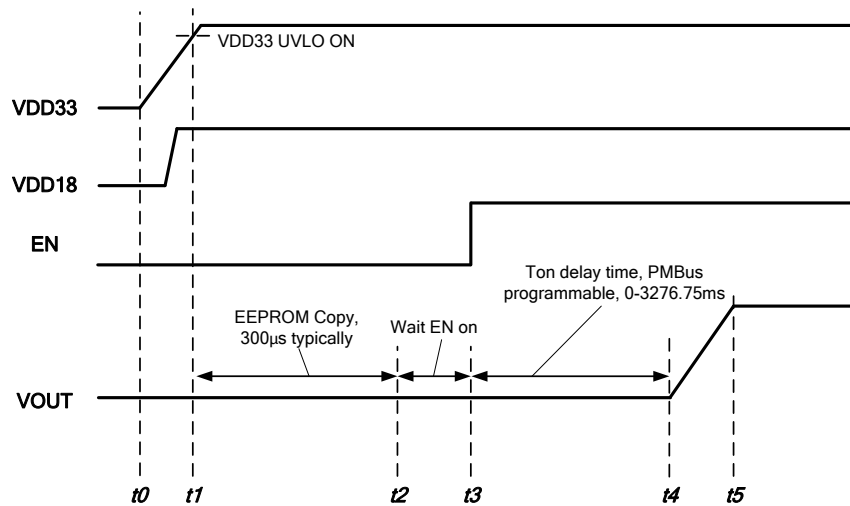 VDD33 UVLO ON
VDD33
VDD18
EN
Ton delay time, PMBus
programmable, 0-3276.75ms
EEPROM Copy,
300µs typically
Wait EN on
VOUT
t0 t1 t2 t3 t4 t5